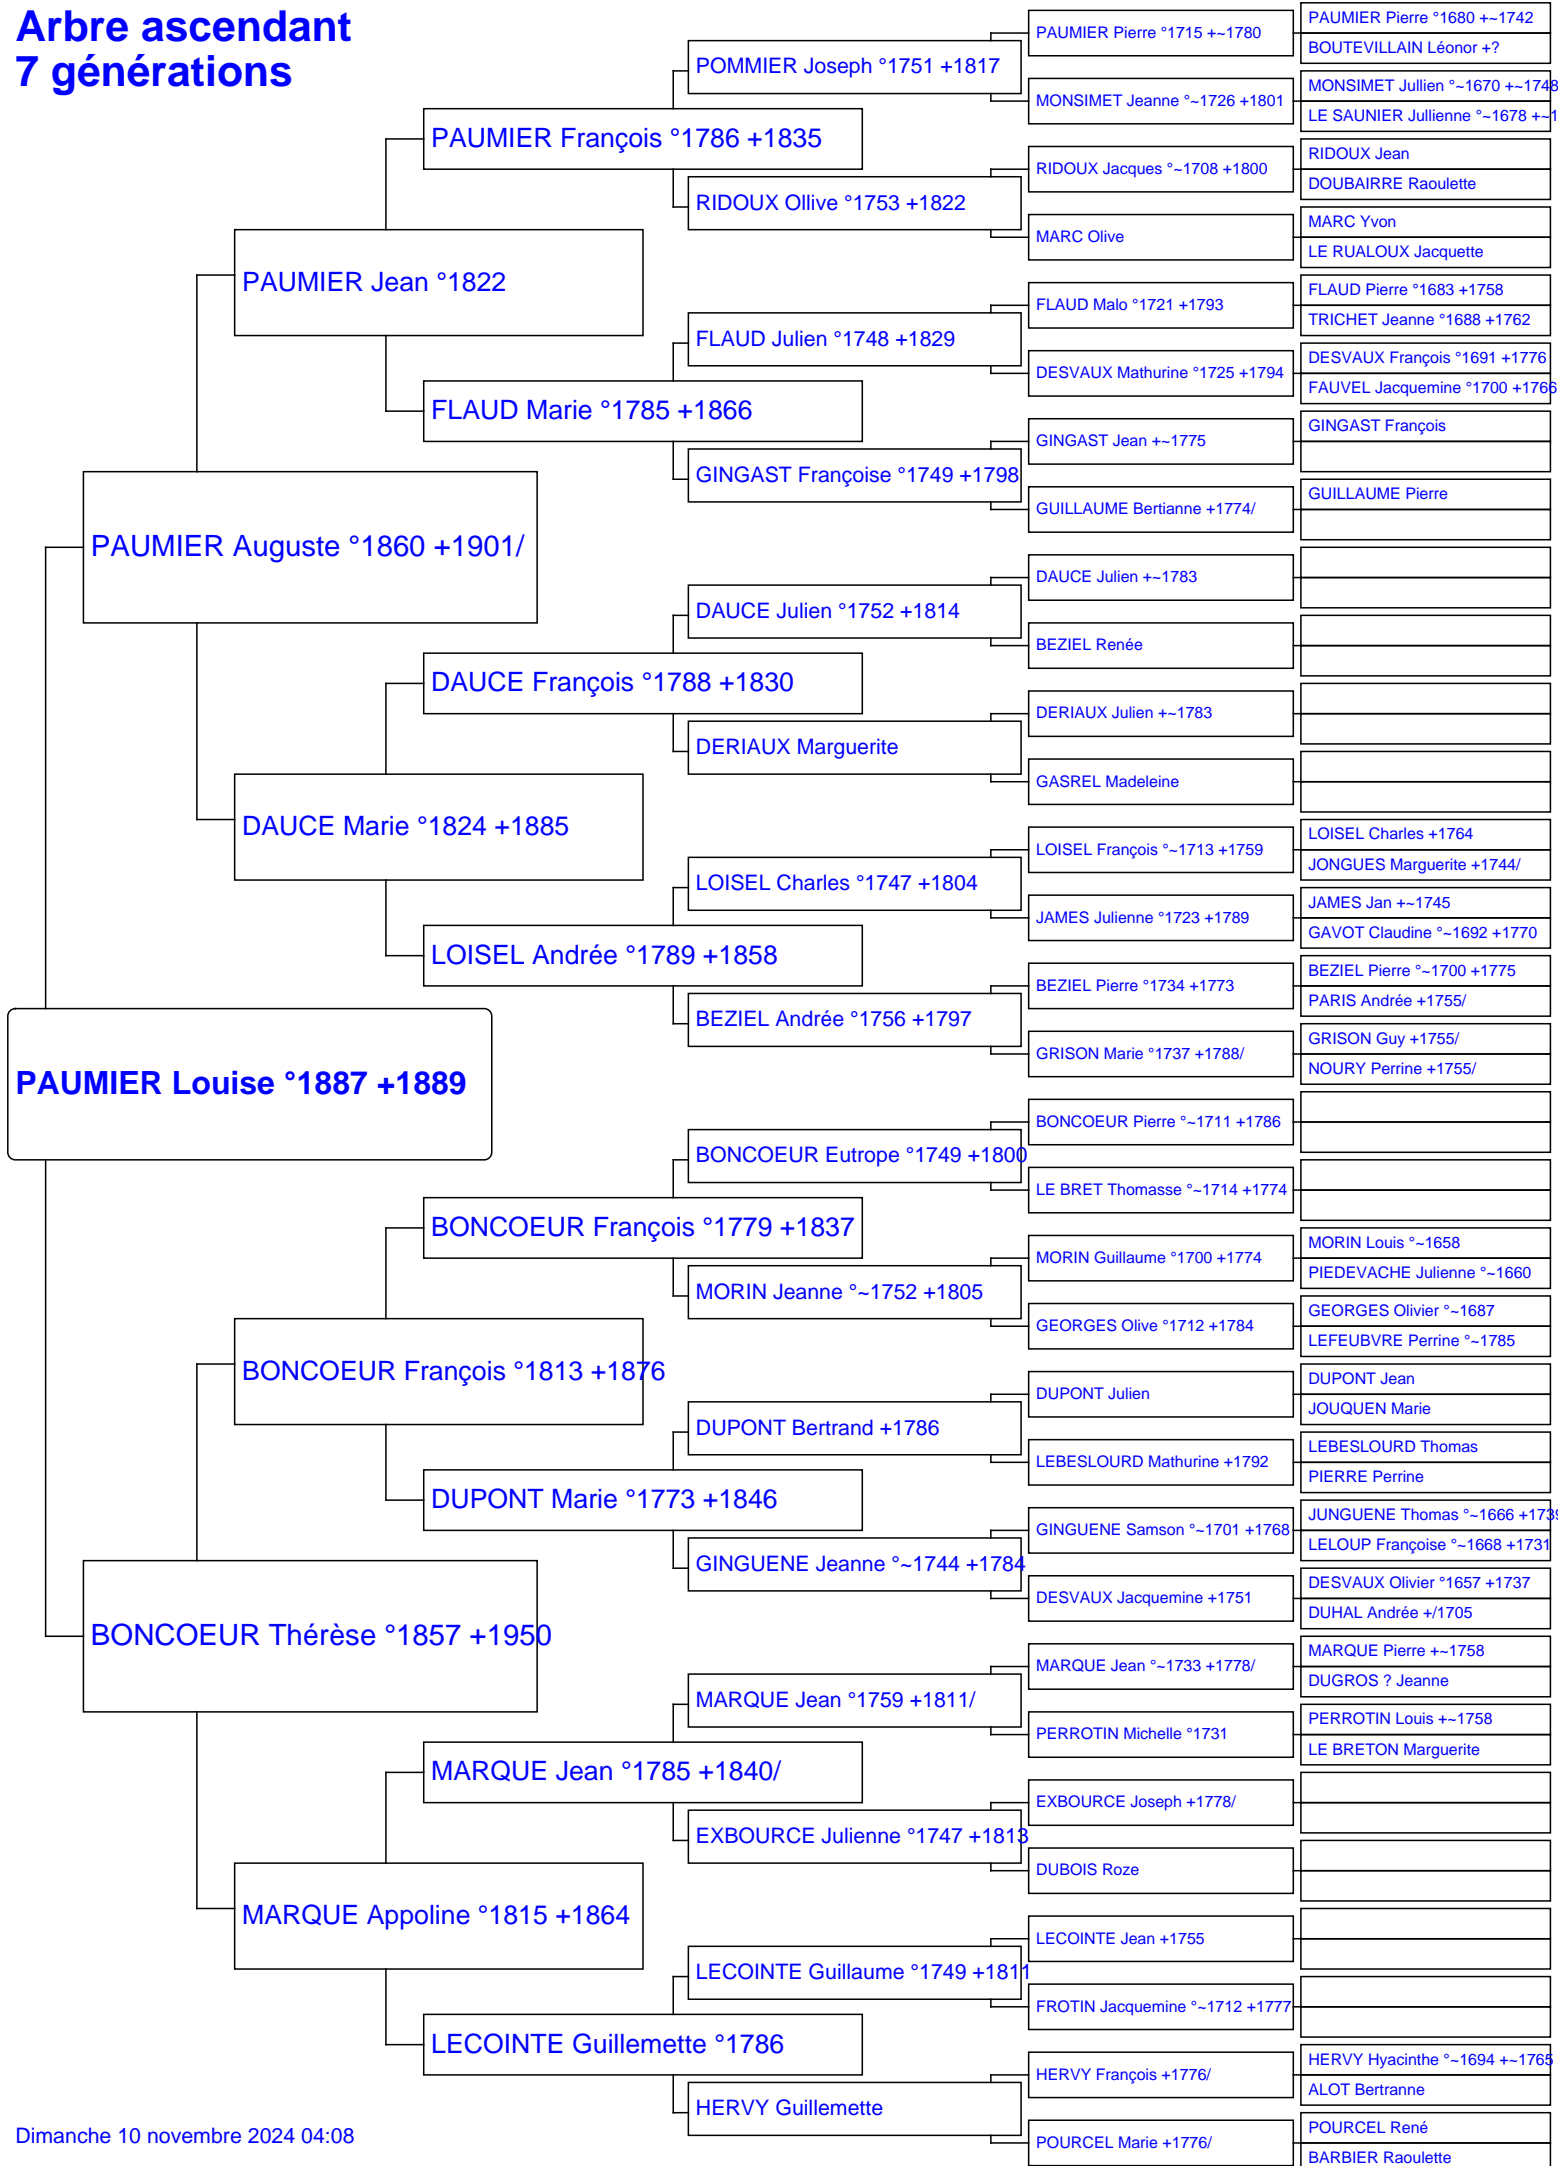 Arbre ascendant
7 générations
PAUMIER Louise °1887 +1889
PAUMIER Auguste °1860 +1901/
BONCOEUR Thérèse °1857 +1950
PAUMIER Jean °1822
DAUCE Marie °1824 +1885
BONCOEUR François °1813 +1876
MARQUE Appoline °1815 +1864
PAUMIER François °1786 +1835
FLAUD Marie °1785 +1866
DAUCE François °1788 +1830
LOISEL Andrée °1789 +1858
BONCOEUR François °1779 +1837
DUPONT Marie °1773 +1846
MARQUE Jean °1785 +1840/
LECOINTE Guillemette °1786
POMMIER Joseph °1751 +1817
RIDOUX Ollive °1753 +1822
FLAUD Julien °1748 +1829
GINGAST Françoise °1749 +1798
DAUCE Julien °1752 +1814
DERIAUX Marguerite
LOISEL Charles °1747 +1804
BEZIEL Andrée °1756 +1797
BONCOEUR Eutrope °1749 +1800
MORIN Jeanne °~1752 +1805
DUPONT Bertrand +1786
GINGUENE Jeanne °~1744 +1784
MARQUE Jean °1759 +1811/
EXBOURCE Julienne °1747 +1813
LECOINTE Guillaume °1749 +1811
HERVY Guillemette
PAUMIER Pierre °1715 +~1780
MONSIMET Jeanne °~1726 +1801
RIDOUX Jacques °~1708 +1800
MARC Olive
FLAUD Malo °1721 +1793
DESVAUX Mathurine °1725 +1794
GINGAST Jean +~1775
GUILLAUME Bertianne +1774/
DAUCE Julien +~1783
BEZIEL Renée
DERIAUX Julien +~1783
GASREL Madeleine
LOISEL François °~1713 +1759
JAMES Julienne °1723 +1789
BEZIEL Pierre °1734 +1773
GRISON Marie °1737 +1788/
BONCOEUR Pierre °~1711 +1786
LE BRET Thomasse °~1714 +1774
MORIN Guillaume °1700 +1774
GEORGES Olive °1712 +1784
DUPONT Julien
LEBESLOURD Mathurine +1792
GINGUENE Samson °~1701 +1768
DESVAUX Jacquemine +1751
MARQUE Jean °~1733 +1778/
PERROTIN Michelle °1731
EXBOURCE Joseph +1778/
DUBOIS Roze
LECOINTE Jean +1755
FROTIN Jacquemine °~1712 +1777
HERVY François +1776/
POURCEL Marie +1776/
PAUMIER Pierre °1680 +~1742
BOUTEVILLAIN Léonor +?
MONSIMET Jullien °~1670 +~1748
LE SAUNIER Jullienne °~1678 +~1
RIDOUX Jean
DOUBAIRRE Raoulette
MARC Yvon
LE RUALOUX Jacquette
FLAUD Pierre °1683 +1758
TRICHET Jeanne °1688 +1762
DESVAUX François °1691 +1776
FAUVEL Jacquemine °1700 +1766
GINGAST François
GUILLAUME Pierre
LOISEL Charles +1764
JONGUES Marguerite +1744/
JAMES Jan +~1745
GAVOT Claudine °~1692 +1770
BEZIEL Pierre °~1700 +1775
PARIS Andrée +1755/
GRISON Guy +1755/
NOURY Perrine +1755/
MORIN Louis °~1658
PIEDEVACHE Julienne °~1660
GEORGES Olivier °~1687
LEFEUBVRE Perrine °~1785
DUPONT Jean
JOUQUEN Marie
LEBESLOURD Thomas
PIERRE Perrine
JUNGUENE Thomas °~1666 +1739
LELOUP Françoise °~1668 +1731
DESVAUX Olivier °1657 +1737
DUHAL Andrée +/1705
MARQUE Pierre +~1758
DUGROS ? Jeanne
PERROTIN Louis +~1758
LE BRETON Marguerite
HERVY Hyacinthe °~1694 +~1765
ALOT Bertranne
POURCEL René
BARBIER Raoulette
Dimanche 10 novembre 2024 04:08